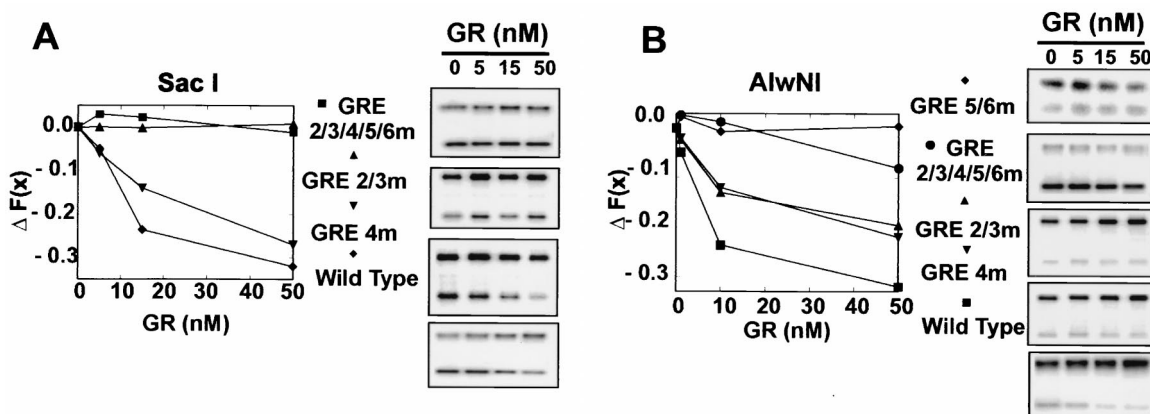 A
Sac I
Δ F(x)
0.0
- 0.1
- 0.2
- 0.3
0 10 20 30 40 50
GR (nM)
■ GRE
2/3/4/5/6m
▲
GRE 2/3m
▼
GRE 4m
◆
Wild Type
GR (nM)
0 5 15 50
B
AlwNI
Δ F(x)
0.0
- 0.1
- 0.2
- 0.3
0 10 20 30 40 50
GR (nM)
◆
GRE 5/6m
● GRE
2/3/4/5/6m
▲
GRE 2/3m
▼
GRE 4m
■
Wild Type
GR (nM)
0 5 15 50